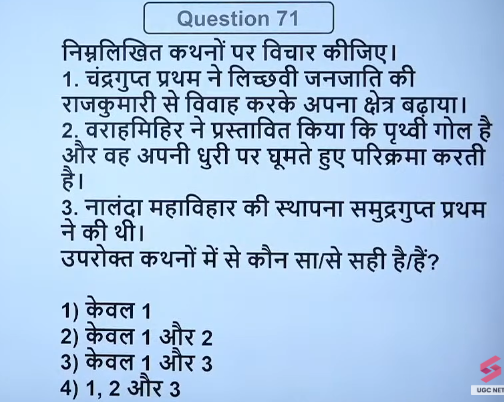 Question 71
निम्नलिखित कथनों पर विचार कीजिए।
1. चंद्रगुप्त प्रथम ने लिच्छवी जनजाति की
राजकुमारी से विवाह करके अपना क्षेत्र बढ़ाया।
2. वराहमिहिर ने प्रस्तावित किया कि पृथ्वी गोल है
और वह अपनी धुरी पर घूमते हुए परिक्रमा करती
है।
3. नालंदा महाविहार की स्थापना समुद्रगुप्त प्रथम
ने की थी।
उपरोक्त कथनों में से कौन सा/से सही है/हैं?
1) केवल 1
2) केवल 1 और 2
3) केवल 1 और 3
4) 1, 2 और 3
UGC NET